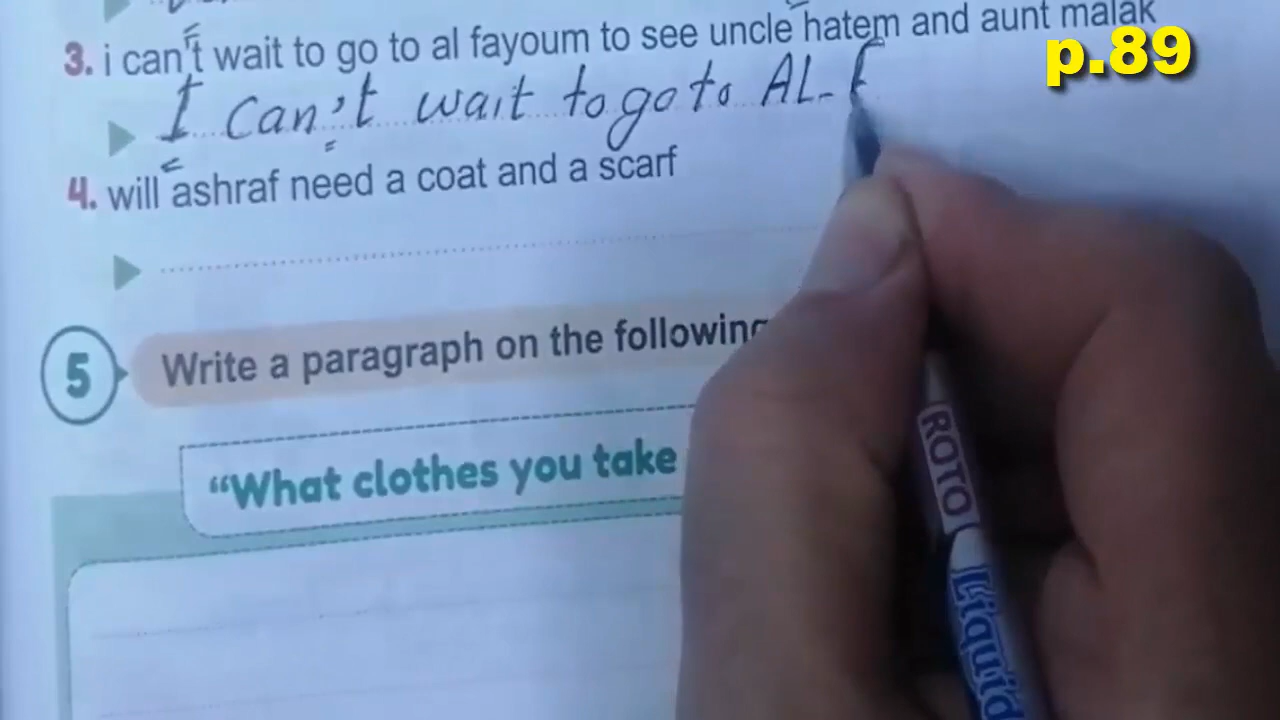 3. i can't wait to go to al fayoum to see uncle hatem and aunt malak
p.89
I can't wait to go to AL-F
4. will ashraf need a coat and a scarf
5 Write a paragraph on the following
"What clothes you take
ROTO
Liquid